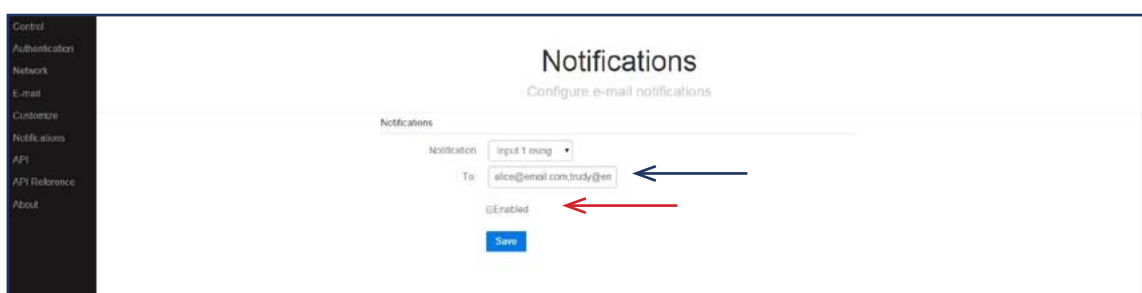 Control
Authentication
Network
E-mail
Customize
Notifications
API
API Reference
About
Notifications
Configure e-mail notifications
Notifications
Notification Input 1 rising
To: alice@email.com;trudy@em
Enabled
Save